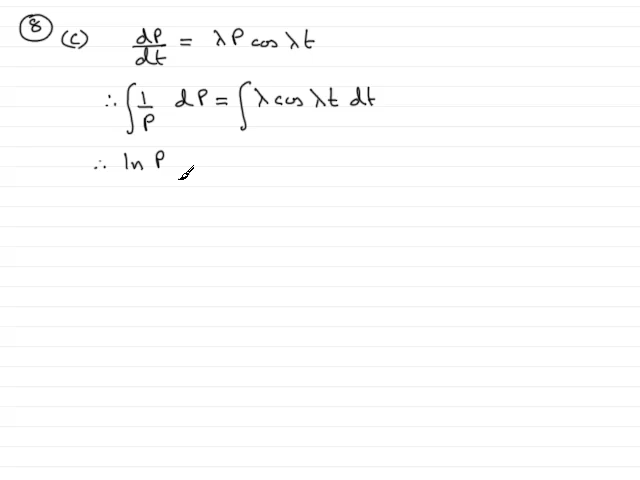 ⑧ (c) dP/dt = λP cos λt
∴ ∫ 1/P dP = ∫ λ cos λt dt
∴ ln P